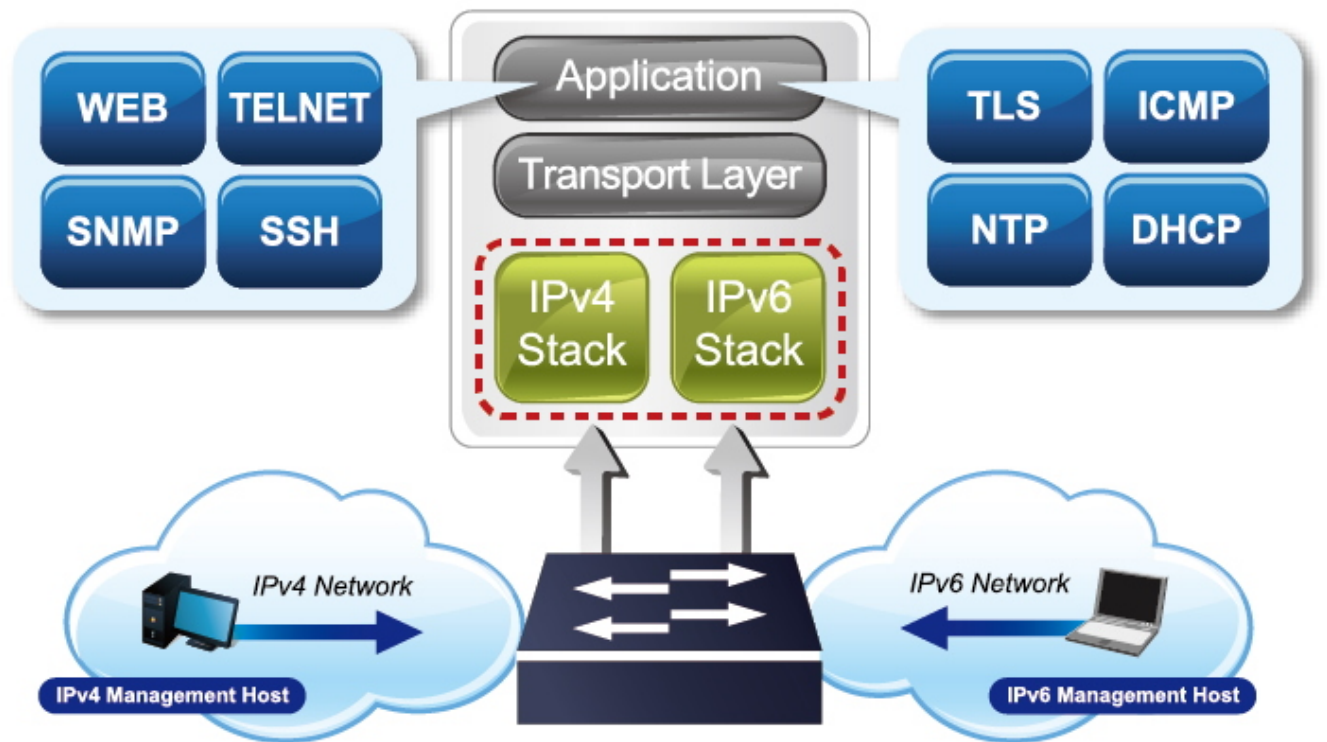 WEB
TELNET
SNMP
SSH
Application
Transport Layer
IPv4
Stack
IPv6
Stack
TLS
ICMP
NTP
DHCP
IPv4 Network
IPv4 Management Host
IPv6 Network
IPv6 Management Host